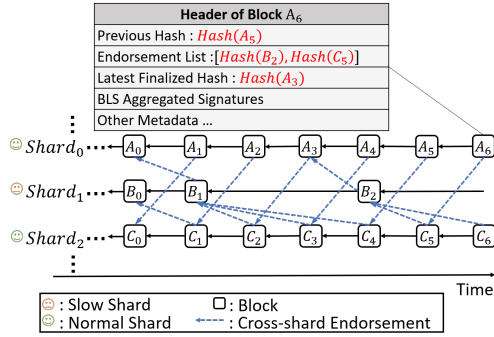 Header of Block A₆
Previous Hash : Hash(A₅)
Endorsement List :[Hash(B₂), Hash(C₅)]
Latest Finalized Hash : Hash(A₃)
BLS Aggregated Signatures
Other Metadata ...
⋮
Shard₀ ••• A₀ A₁ A₂ A₃ A₄ A₅ A₆
Shard₁ ••• B₀ B₁ B₂
Shard₂ ••• C₀ C₁ C₂ C₃ C₄ C₅ C₆
⋮
Time
: Slow Shard : Block
: Normal Shard : Cross-shard Endorsement